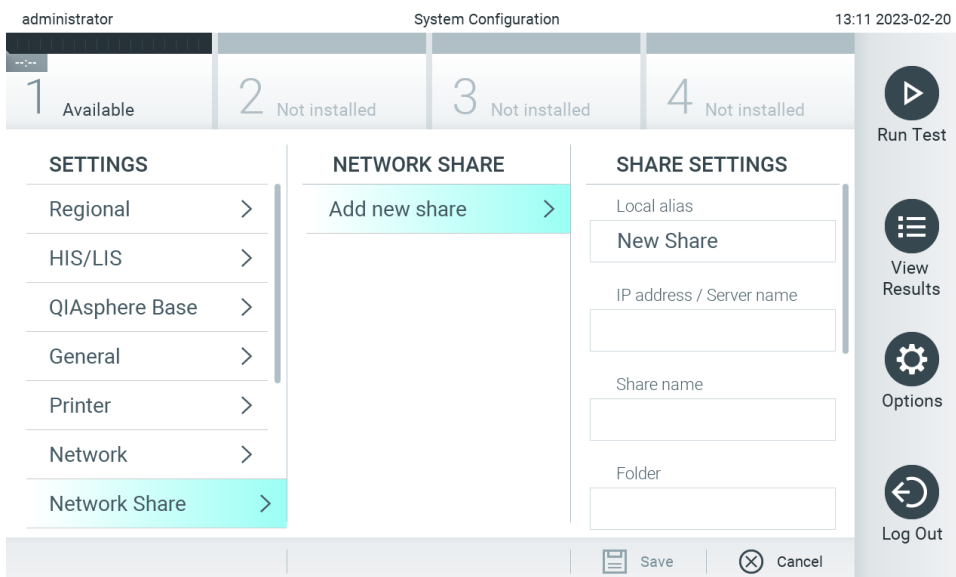 administrator
System Configuration
13:11 2023-02-20
--:--
1 Available
2 Not installed
3 Not installed
4 Not installed
Run Test
View
Results
Options
Log Out
SETTINGS
Regional
HIS/LIS
QIAsphere Base
General
Printer
Network
Network Share
NETWORK SHARE
Add new share
SHARE SETTINGS
Local alias
New Share
IP address / Server name
Share name
Folder
Save
Cancel